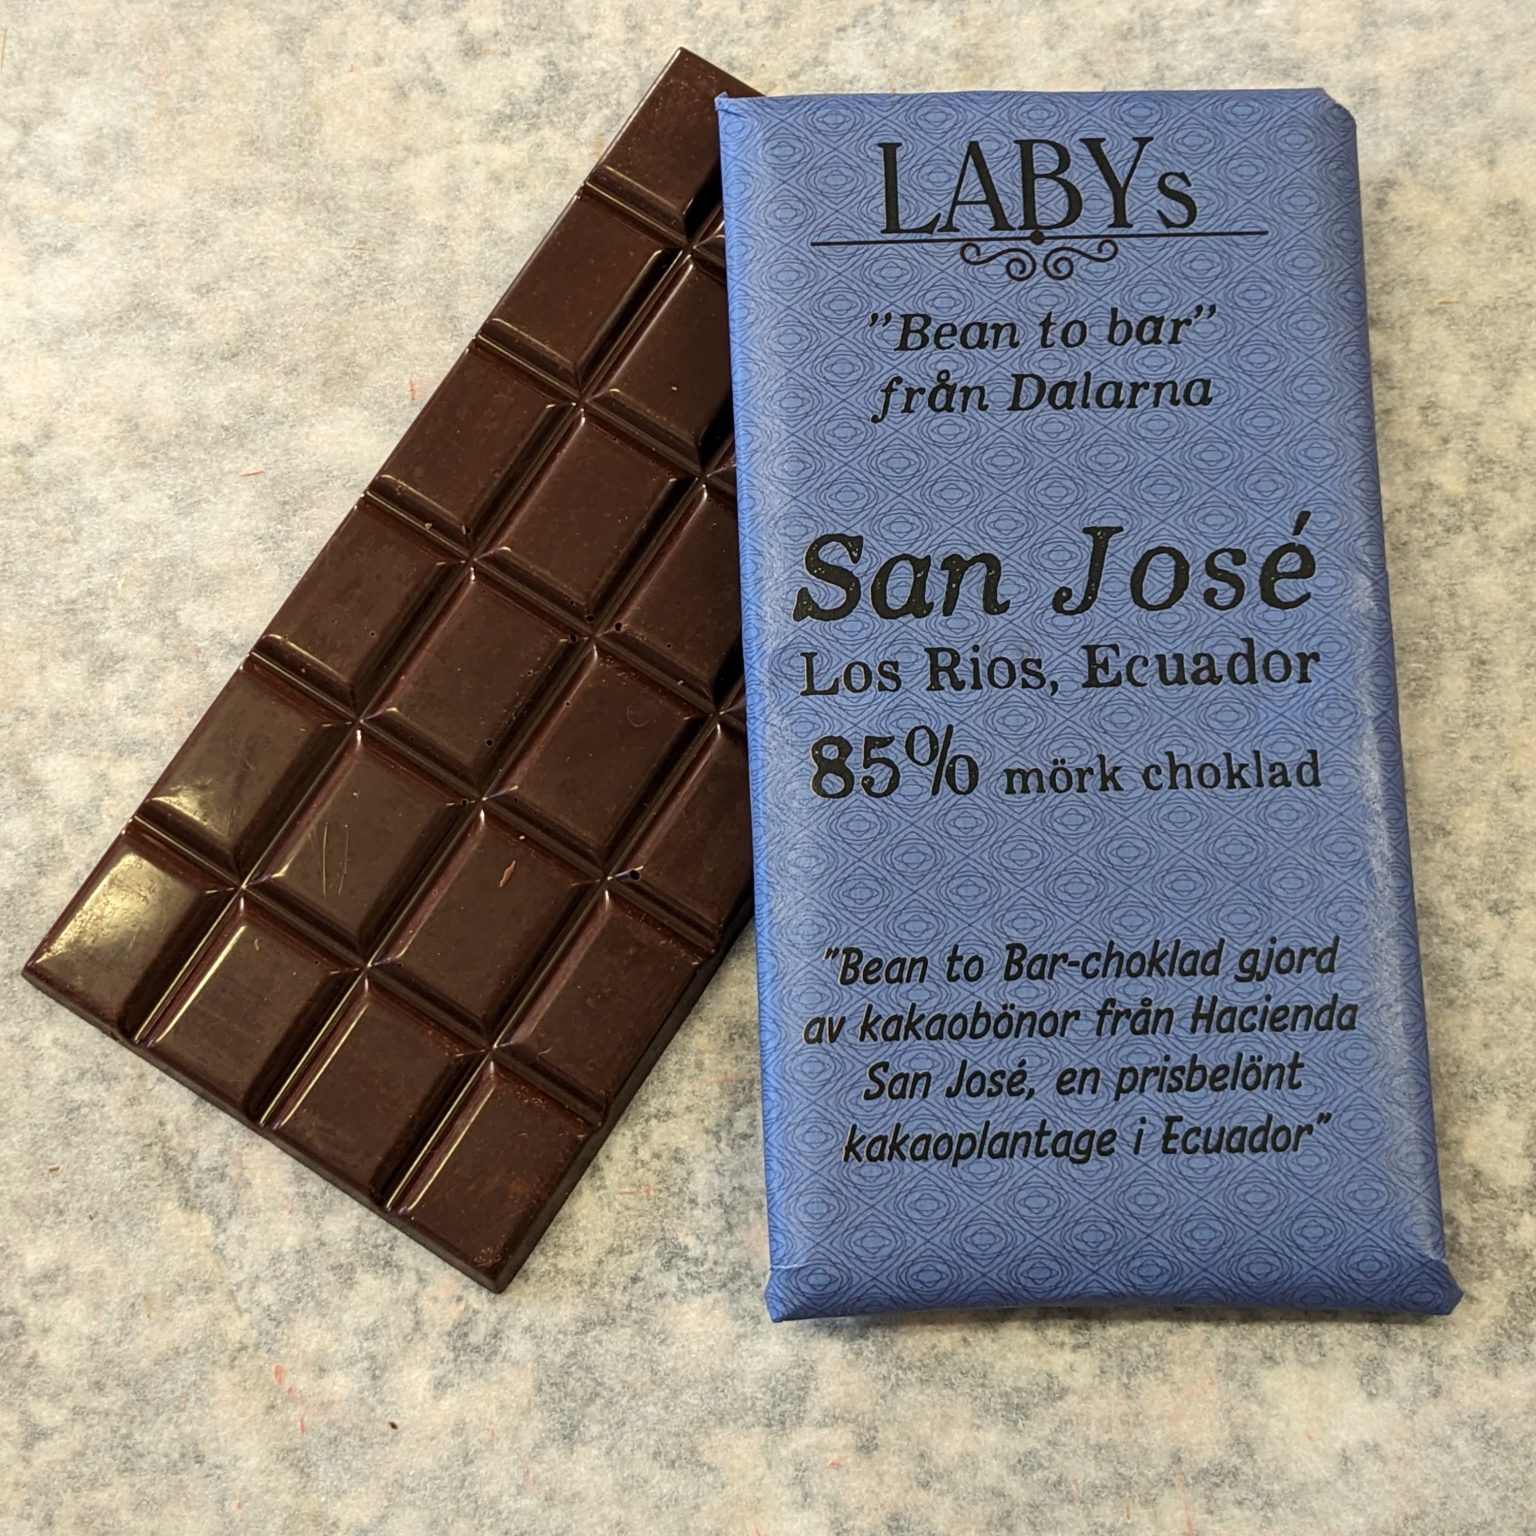 LABYs
"Bean to bar"
från Dalarna
San José
Los Rios, Ecuador
85% mörk choklad
"Bean to Bar-choklad gjord
av kakaobönor från Hacienda
San José, en prisbelönt
kakaoplantage i Ecuador"